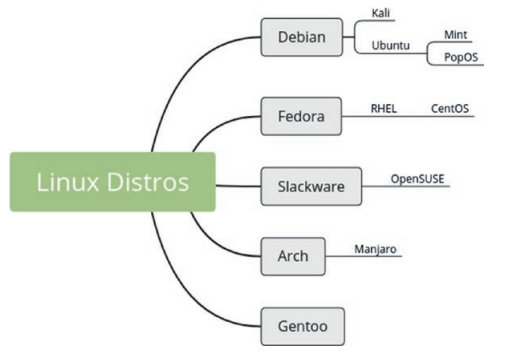 Linux Distros
Debian
Kali
Ubuntu
Mint
PopOS
Fedora
RHEL
CentOS
Slackware
OpenSUSE
Arch
Manjaro
Gentoo